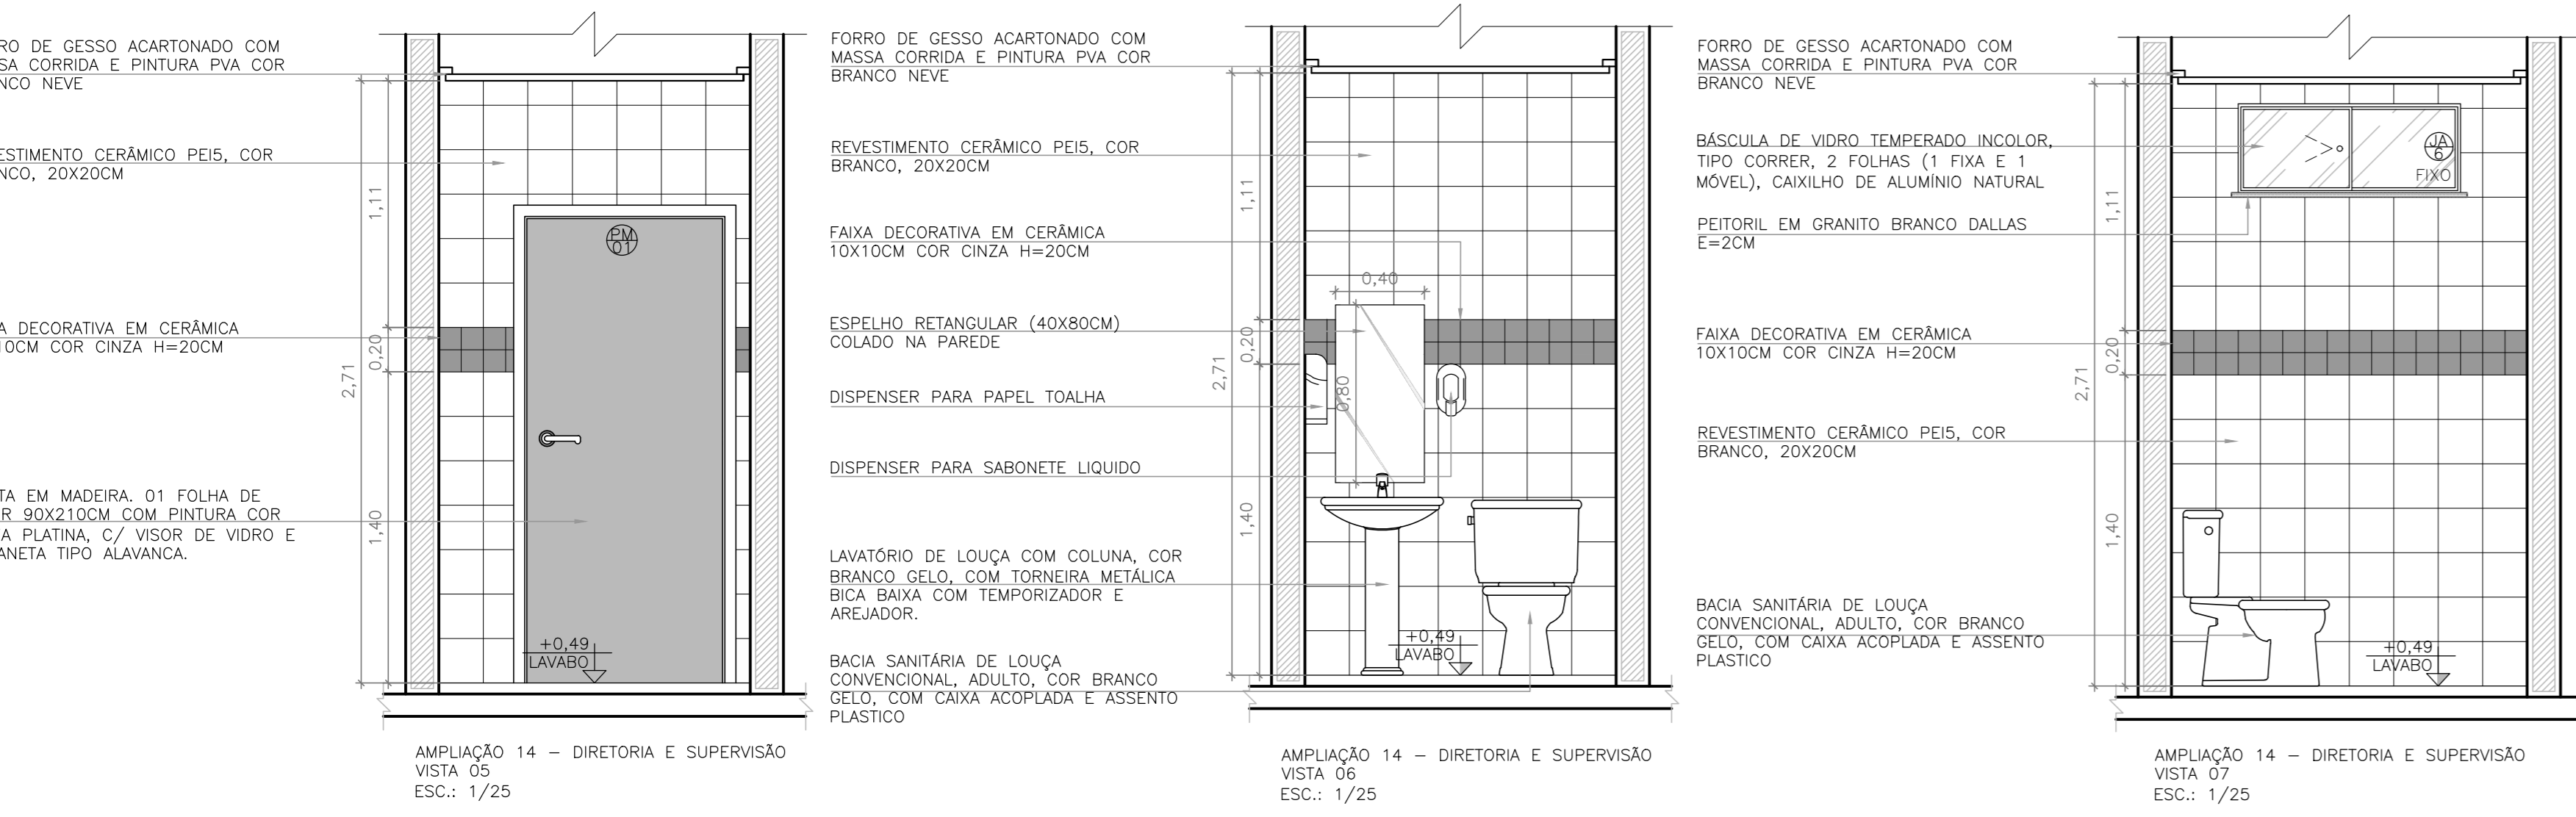 RO DE GESSO ACARTONADO COM
SA CORRIDA E PINTURA PVA COR
NCO NEVE
ESTIMENTO CERÂMICO PEI5, COR
NCO, 20X20CM
A DECORATIVA EM CERÂMICA
0CM COR CINZA H=20CM
TA EM MADEIRA. 01 FOLHA DE
R 90X210CM COM PINTURA COR
A PLATINA, C/ VISOR DE VIDRO E
ANETA TIPO ALAVANCA.
1,11
0,20
2,71
1,40
PM
01
+0,49
LAVABO
AMPLIAÇÃO 14 – DIRETORIA E SUPERVISÃO
VISTA 05
ESC.: 1/25
FORRO DE GESSO ACARTONADO COM
MASSA CORRIDA E PINTURA PVA COR
BRANCO NEVE
REVESTIMENTO CERÂMICO PEI5, COR
BRANCO, 20X20CM
FAIXA DECORATIVA EM CERÂMICA
10X10CM COR CINZA H=20CM
ESPELHO RETANGULAR (40X80CM)
COLADO NA PAREDE
DISPENSER PARA PAPEL TOALHA
DISPENSER PARA SABONETE LIQUIDO
LAVATÓRIO DE LOUÇA COM COLUNA, COR
BRANCO GELO, COM TORNEIRA METÁLICA
BICA BAIXA COM TEMPORIZADOR E
AREJADOR.
BACIA SANITÁRIA DE LOUÇA
CONVENCIONAL, ADULTO, COR BRANCO
GELO, COM CAIXA ACOPLADA E ASSENTO
PLASTICO
1,11
0,20
2,71
1,40
0,40
0,80
+0,49
LAVABO
AMPLIAÇÃO 14 – DIRETORIA E SUPERVISÃO
VISTA 06
ESC.: 1/25
FORRO DE GESSO ACARTONADO COM
MASSA CORRIDA E PINTURA PVA COR
BRANCO NEVE
BÁSCULA DE VIDRO TEMPERADO INCOLOR,
TIPO CORRER, 2 FOLHAS (1 FIXA E 1
MÓVEL), CAIXILHO DE ALUMÍNIO NATURAL
PEITORIL EM GRANITO BRANCO DALLAS
E=2CM
FAIXA DECORATIVA EM CERÂMICA
10X10CM COR CINZA H=20CM
REVESTIMENTO CERÂMICO PEI5, COR
BRANCO, 20X20CM
BACIA SANITÁRIA DE LOUÇA
CONVENCIONAL, ADULTO, COR BRANCO
GELO, COM CAIXA ACOPLADA E ASSENTO
PLASTICO
1,11
0,20
2,71
1,40
JA
6
FIXO
+0,49
LAVABO
AMPLIAÇÃO 14 – DIRETORIA E SUPERVISÃO
VISTA 07
ESC.: 1/25